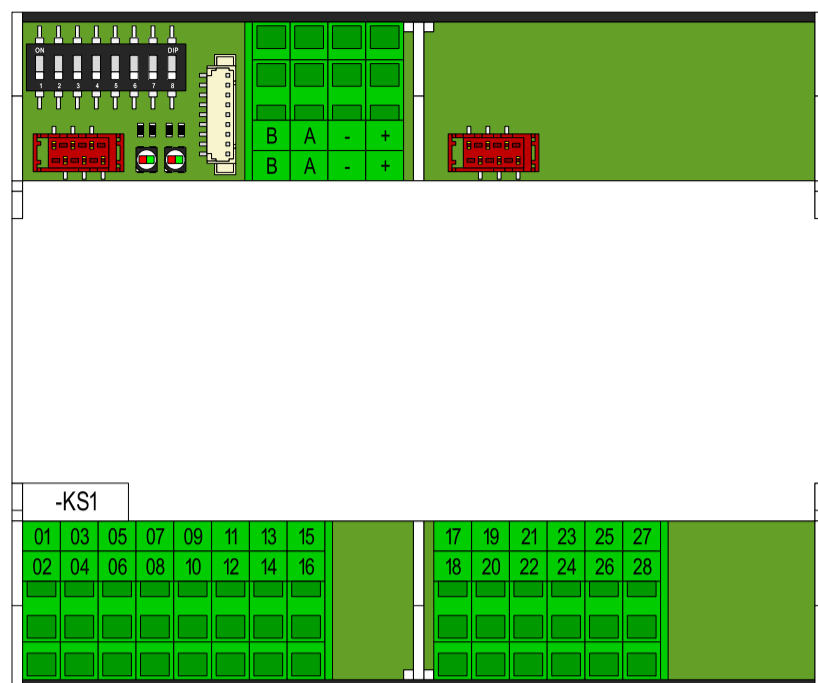 ON DIP
1 2 3 4 5 6 7 8
B A - +
B A - +
-KS1
01 03 05 07 09 11 13 15 17 19 21 23 25 27
02 04 06 08 10 12 14 16 18 20 22 24 26 28